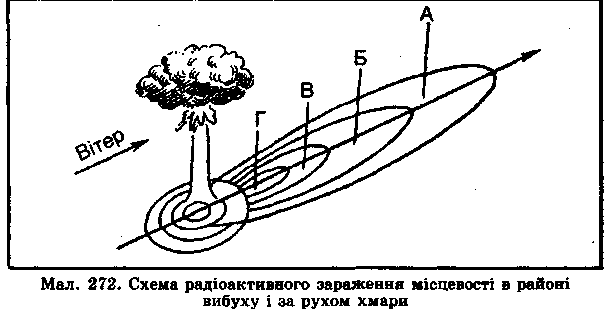 А
Б
В
Г
Вітер
Мал. 272. Схема радіоактивного зараження місцевості в районі
вибуху і за рухом хмари